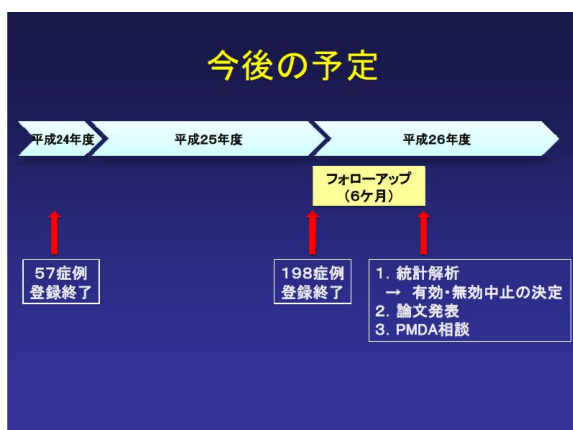 今後の予定
平成24年度
平成25年度
平成26年度
フォローアップ
(6ケ月)
57症例
登録終了
198症例
登録終了
1. 統計解析
→ 有効・無効中止の決定
2. 論文発表
3. PMDA相談